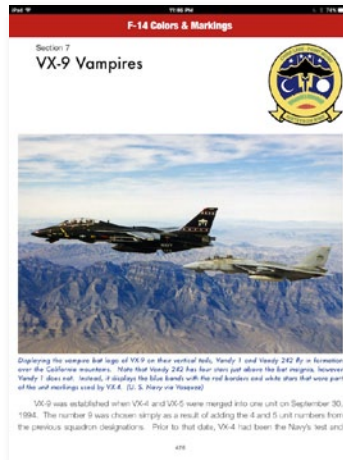 iPad
11:55 PM
74%
F-14 Colors & Markings
Section 7
VX-9 Vampires
Displaying the vampire bat logo of VX-9 on their vertical tails, Vandy 1 and Vandy 242 fly in formation
over the California mountains. Note that Vandy 242 has four stars just above the bat insignia, however
Vandy 1 does not. Instead, it displays the blue bands with the red borders and white stars that were part
of the unit markings used by VX-4. (U. S. Navy via Vasquez)
VX-9 was established when VX-4 and VX-5 were merged into one unit on September 30,
1994. The number 9 was chosen simply as a result of adding the 4 and 5 unit numbers from
the previous squadron designations. Prior to that date, VX-4 had been the Navy's test and